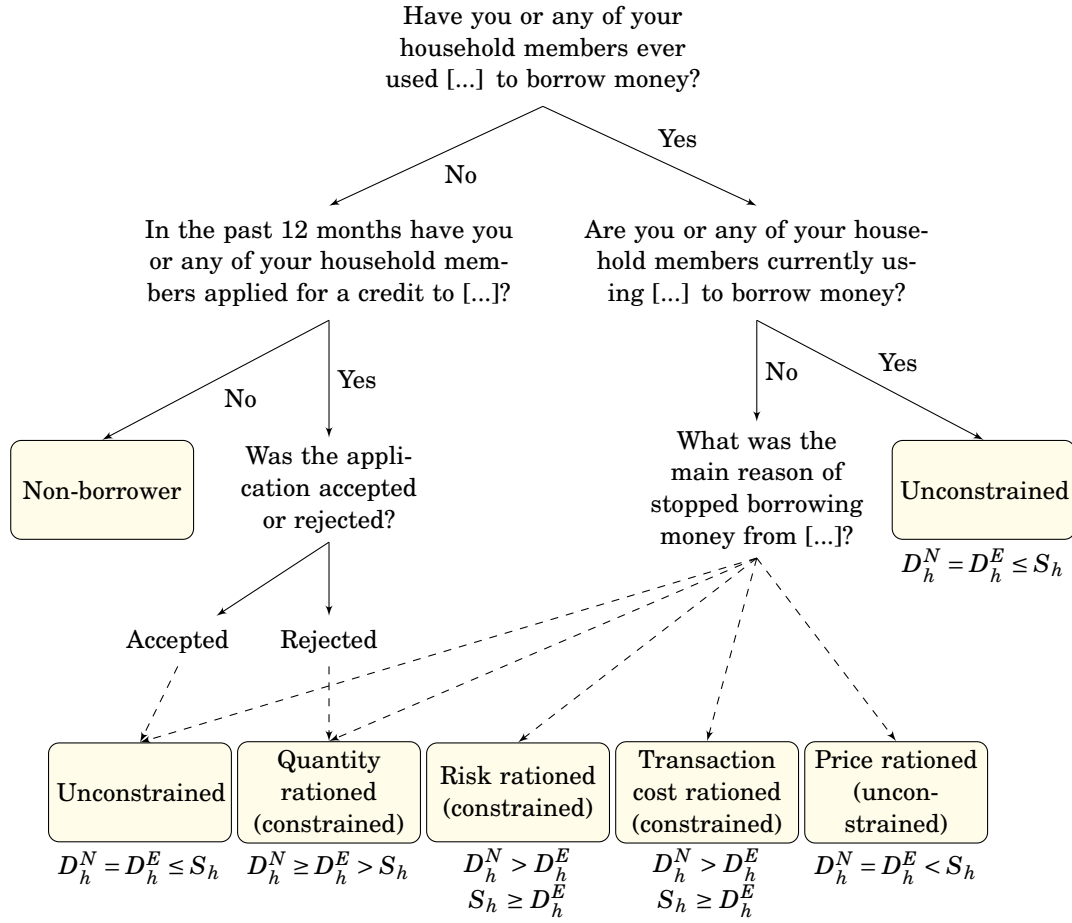 Have you or any of your
household members ever
used [...] to borrow money?
No
Yes
In the past 12 months have you
or any of your household mem-
bers applied for a credit to [...]?
Are you or any of your house-
hold members currently us-
ing [...] to borrow money?
No
Yes
No
Yes
Non-borrower
Was the appli-
cation accepted
or rejected?
What was the
main reason of
stopped borrowing
money from [...]?
Unconstrained
D_h^N = D_h^E ≤ S_h
Accepted
Rejected
Unconstrained
D_h^N = D_h^E ≤ S_h
Quantity
rationed
(constrained)
D_h^N ≥ D_h^E > S_h
Risk rationed
(constrained)
D_h^N > D_h^E
S_h ≥ D_h^E
Transaction
cost rationed
(constrained)
D_h^N > D_h^E
S_h ≥ D_h^E
Price rationed
(uncon-
strained)
D_h^N = D_h^E < S_h